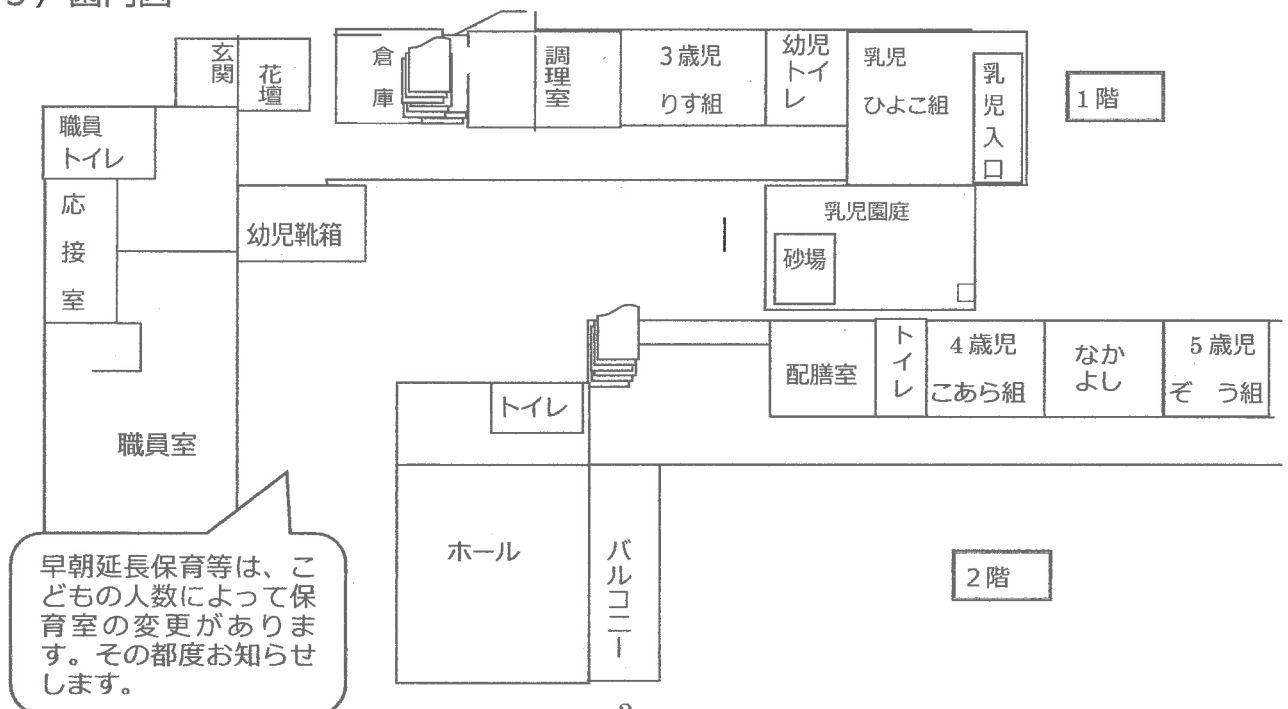 玄関
花壇
倉庫
調理室
3歳児
りす組
幼児
トイレ
乳児
ひよこ組
乳児入口
1階
職員
トイレ
応接室
幼児靴箱
乳児園庭
砂場
職員室
早朝延長保育等は、こ
どもの人数によって保
育室の変更がありま
す。その都度お知らせ
します。
配膳室
トイレ
4歳児
こあら組
なか
よし
5歳児
ぞ う組
トイレ
ホール
バルコニー
2階